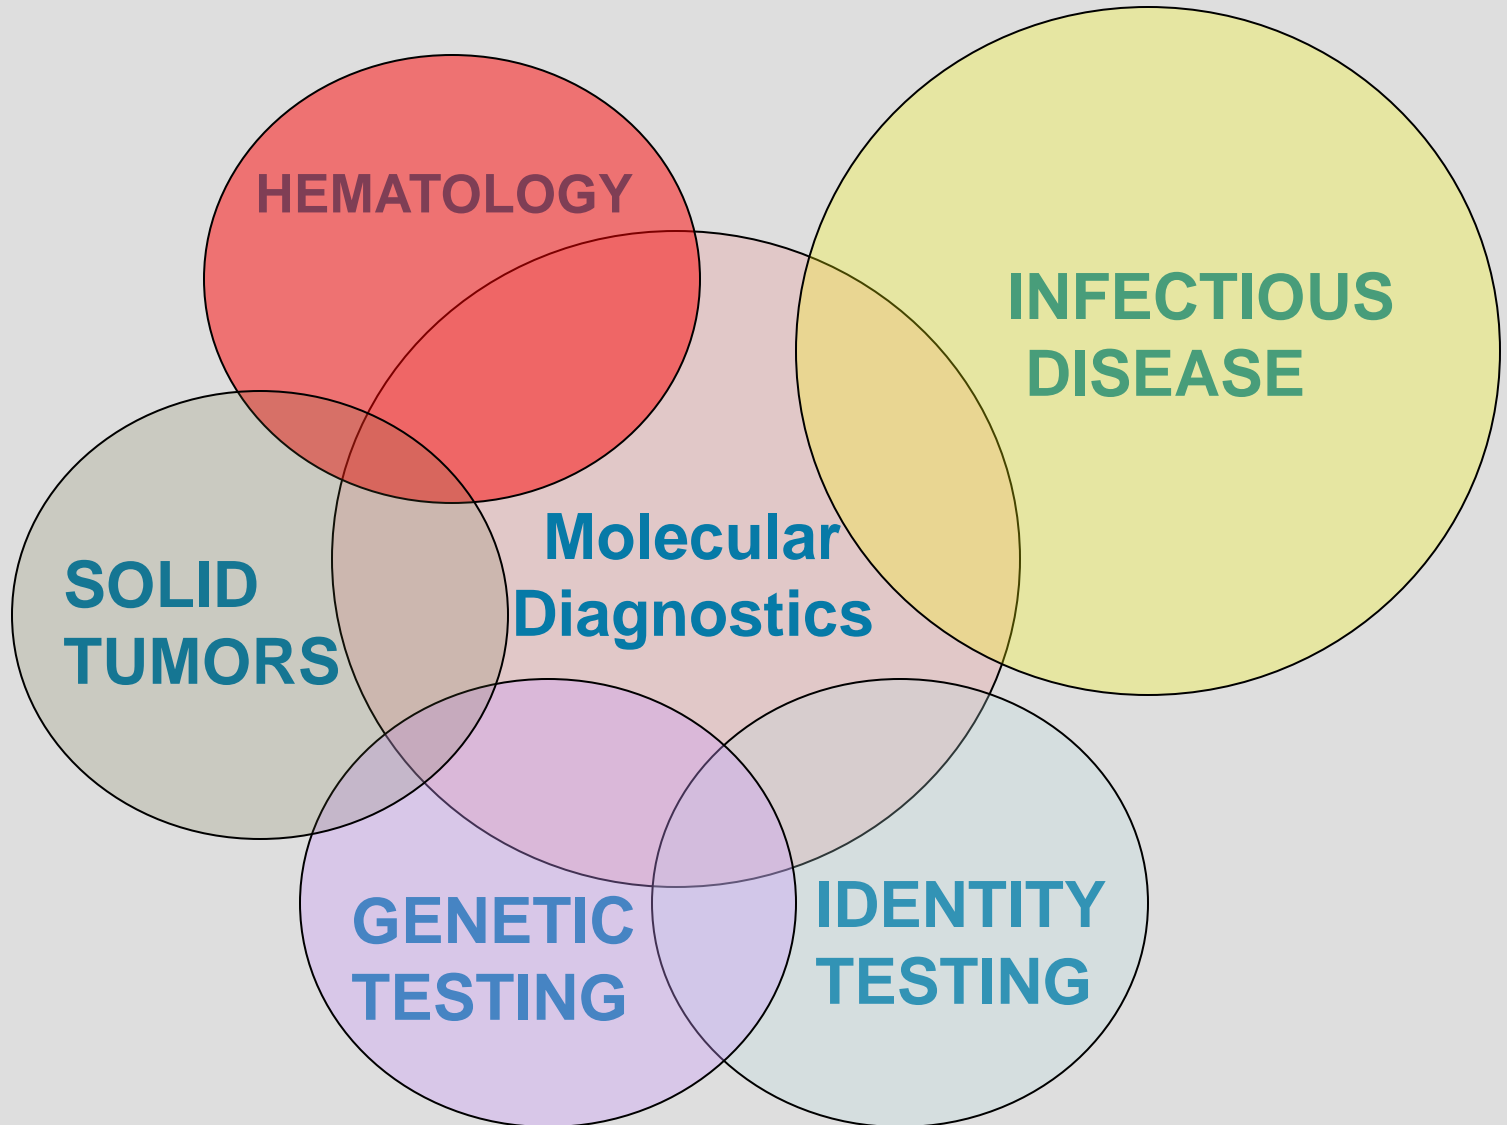 HEMATOLOGY
INFECTIOUS
DISEASE
Molecular
Diagnostics
SOLID
TUMORS
GENETIC
TESTING
IDENTITY
TESTING